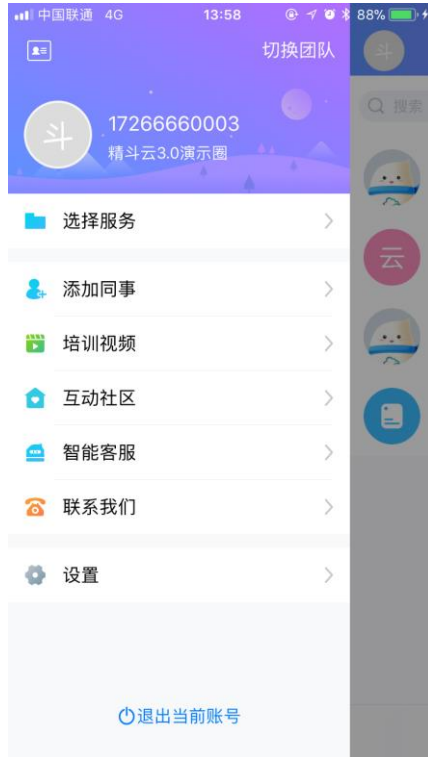 中国联通 4G 13:58 88%
切换团队
斗
斗
17266660003
精斗云3.0演示圈
搜索
选择服务
云
添加同事
培训视频
互动社区
智能客服
联系我们
设置
退出当前账号